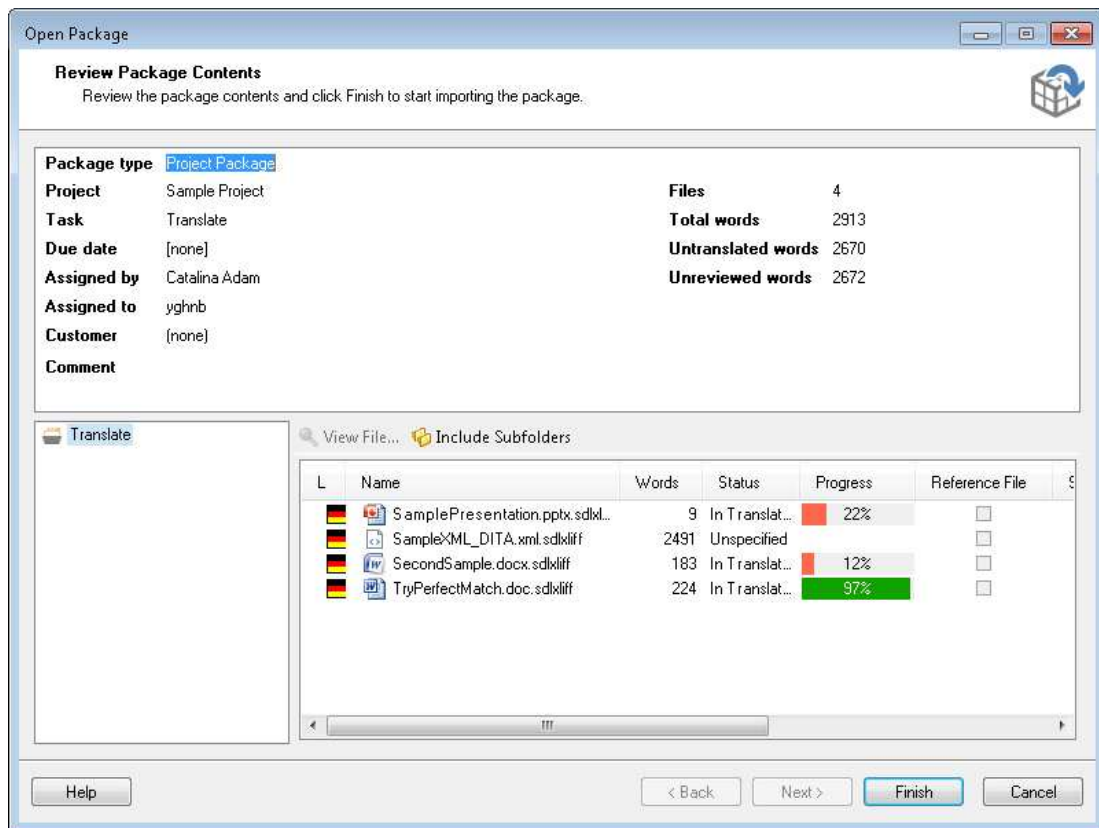 Open Package
Review Package Contents
Review the package contents and click Finish to start importing the package.
Package type Project Package
Project Sample Project
Task Translate
Due date [none]
Assigned by Catalina Adam
Assigned to yghnb
Customer (none)
Comment
Files 4
Total words 2913
Untranslated words 2670
Unreviewed words 2672
Translate
View File... Include Subfolders
L Name Words Status Progress Reference File S
SamplePresentation.pptx.sdlxl... 9 In Translat... 22%
SampleXML_DITA.xml.sdlxliff 2491 Unspecified
SecondSample.docx.sdlxliff 183 In Translat... 12%
TryPerfectMatch.doc.sdlxliff 224 In Translat... 97%
Help < Back Next > Finish Cancel